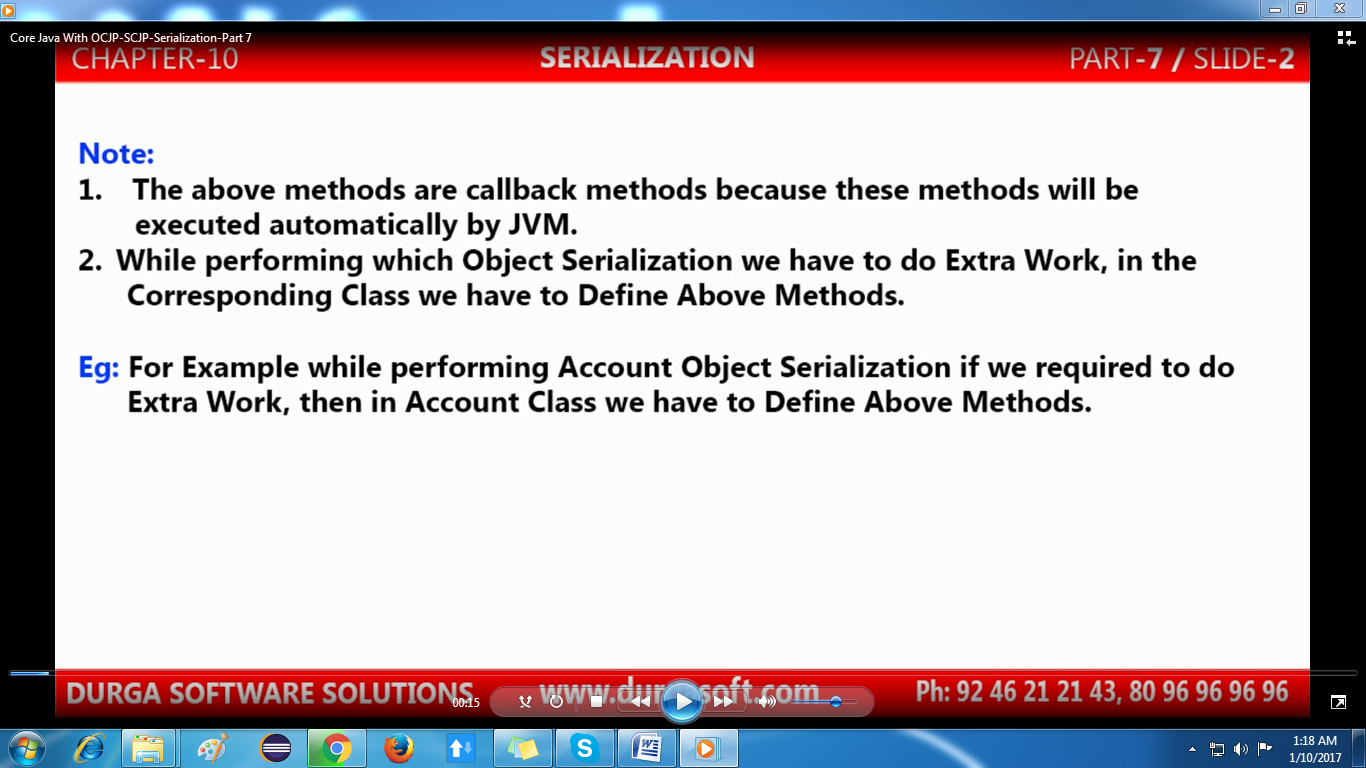 Core Java With OCJP-SCJP-Serialization-Part 7
CHAPTER-10 SERIALIZATION PART-7 / SLIDE-2
Note:
1. The above methods are callback methods because these methods will be
executed automatically by JVM.
2. While performing which Object Serialization we have to do Extra Work, in the
Corresponding Class we have to Define Above Methods.
Eg: For Example while performing Account Object Serialization if we required to do
Extra Work, then in Account Class we have to Define Above Methods.
DURGA SOFTWARE SOLUTIONS www.durgasoft.com Ph: 92 46 21 21 43, 80 96 96 96 96
00:15
1:18 AM
1/10/2017